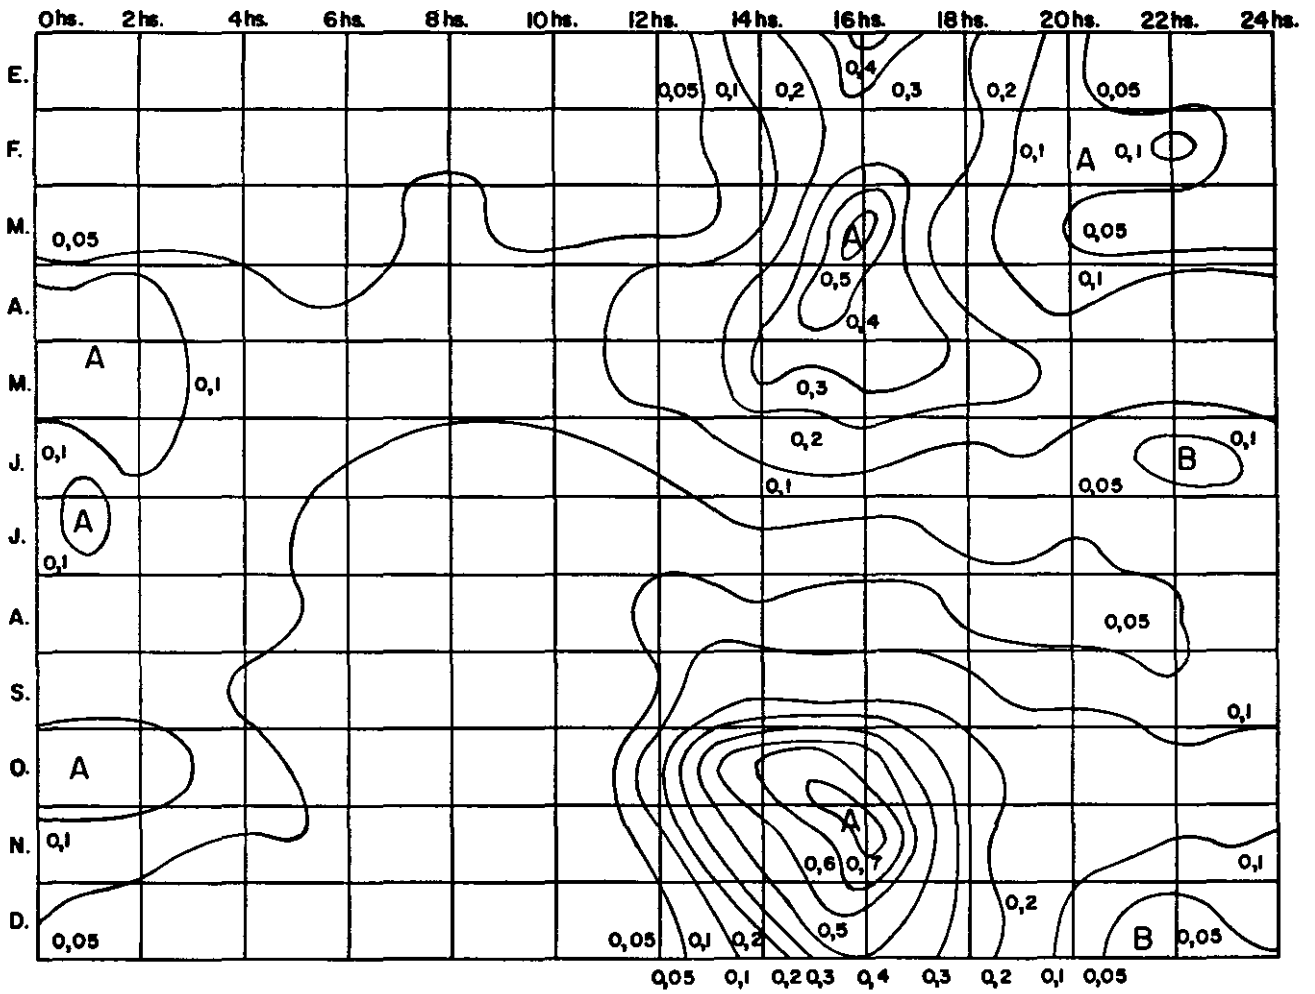 0hs. 2hs. 4hs. 6hs. 8hs. 10hs. 12hs. 14hs. 16hs. 18hs. 20hs. 22hs. 24hs.
E. 0,05 0,1 0,2 0,4 0,3 0,2 0,05
F. 0,1 A 0,1
M. 0,05 A 0,05
A. 0,5 0,4 0,1
M. A 0,1 0,3
J. 0,1 0,2 B 0,1
0,1 0,05
J. A
0,1
A. 0,05
S. 0,1
O. A
N. 0,1 A 0,6 0,7 0,1
D. 0,05 0,05 0,1 0,2 0,5 0,2 B 0,05
0,05 0,1 0,2 0,3 0,4 0,3 0,2 0,1 0,05